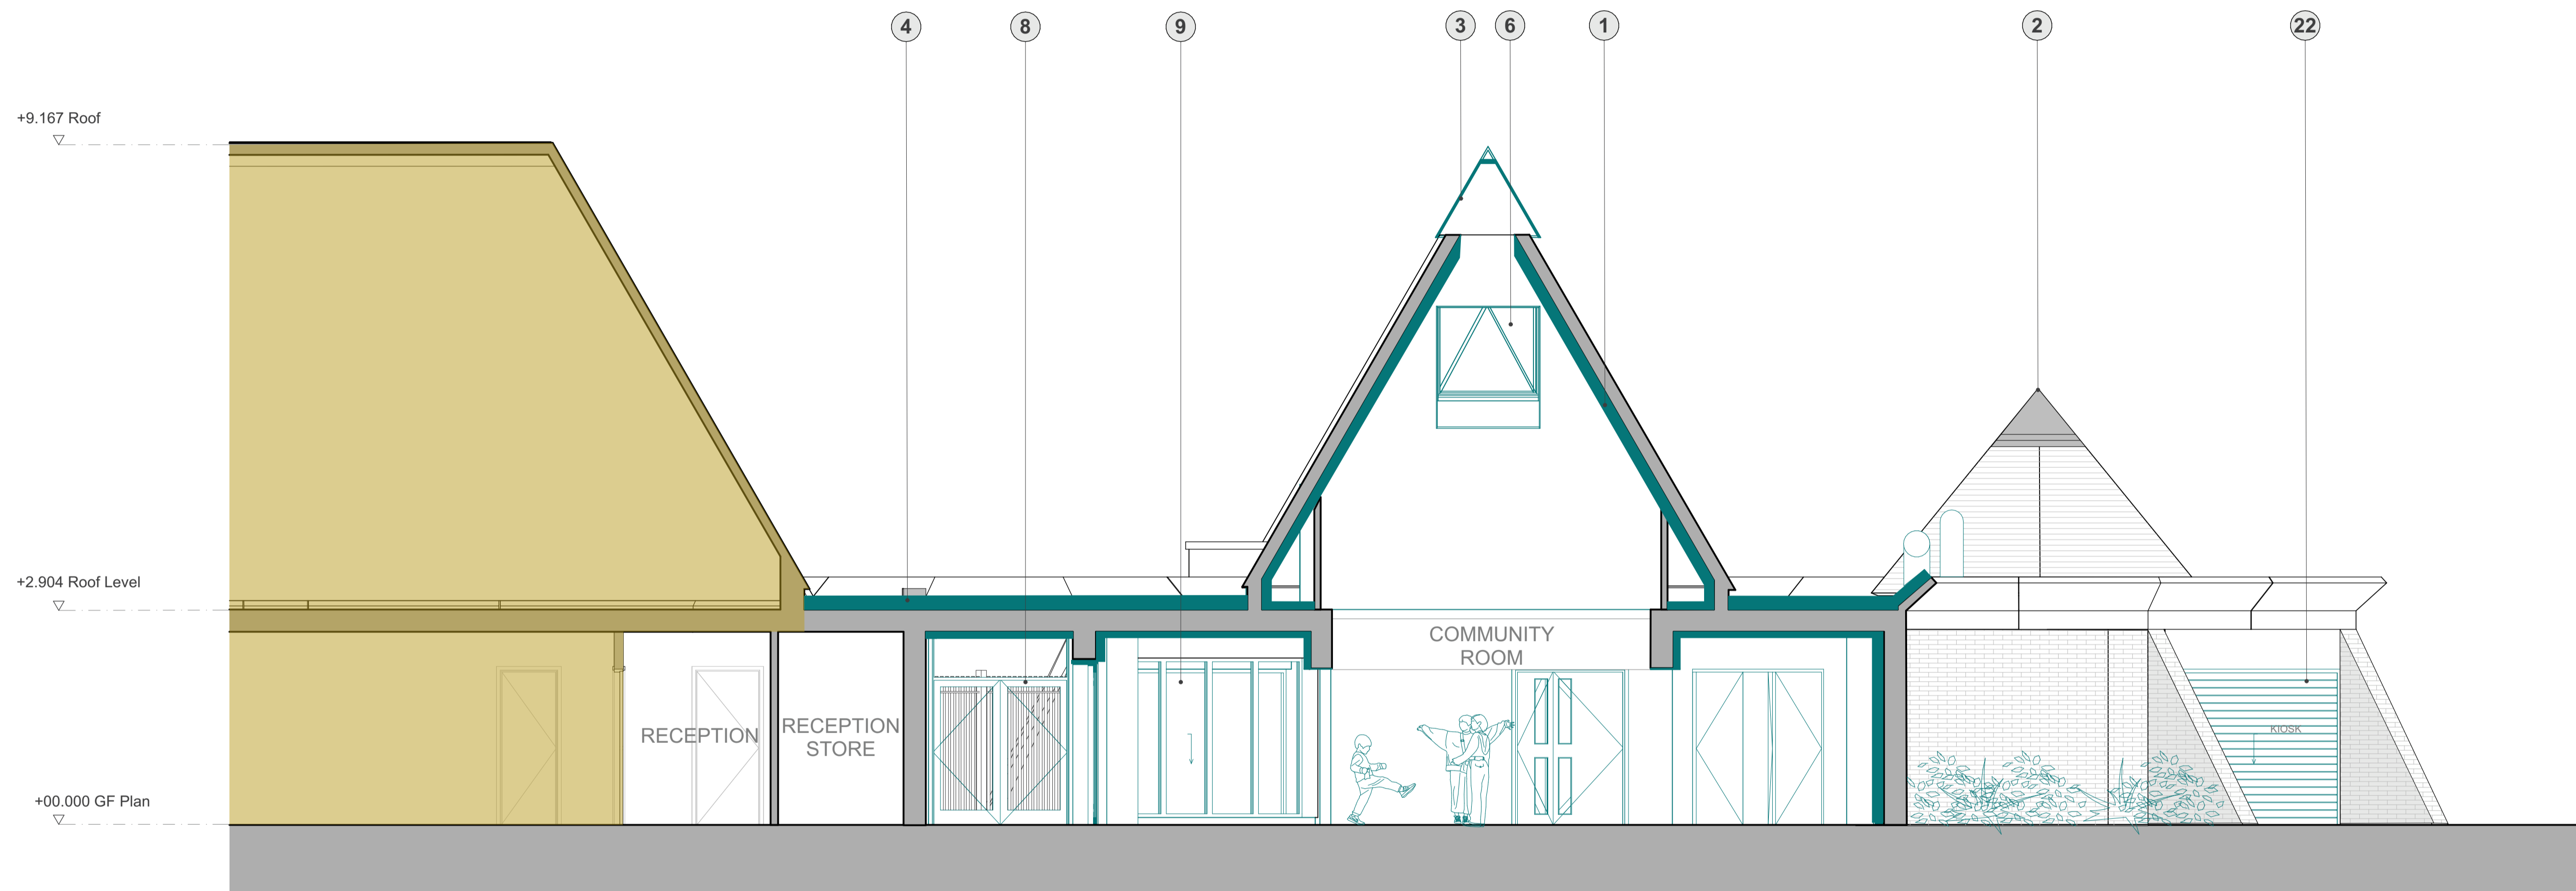 4
8
9
3
6
1
2
22
+9.167 Roof
+2.904 Roof Level
COMMUNITY
ROOM
RECEPTION
RECEPTION
STORE
KIOSK
+00.000 GF Plan